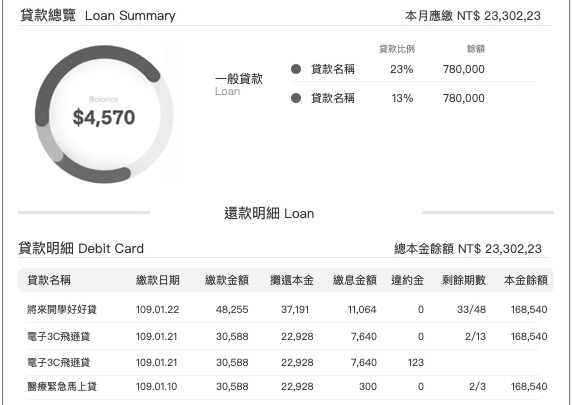 貸款總覽 Loan Summary 本月應繳 NT$ 23,302,23
貸款比例 餘額
一般貸款 貸款名稱 23% 780,000
Loan
貸款名稱 13% 780,000
Balance
$4,570
還款明細 Loan
貸款明細 Debit Card 總本金餘額 NT$ 23,302,23
貸款名稱 繳款日期 繳款金額 攤還本金 繳息金額 違約金 剩餘期數 本金餘額
將來開學好好貸 109.01.22 48,255 37,191 11,064 0 33/48 168,540
電子3C飛遞貸 109.01.21 30,588 22,928 7,640 0 2/13 168,540
電子3C飛遞貸 109.01.21 30,588 22,928 7,640 123
醫療緊急馬上貸 109.01.10 30,588 22,928 300 0 2/3 168,540